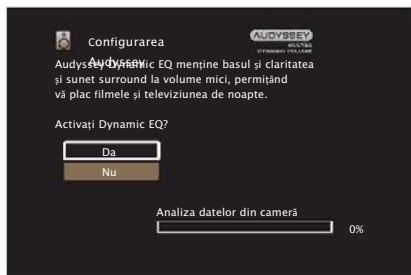 Configurarea
Audyssey
AUDYSSEY
MULTEQ
DYNAMIC VOLUME
Audyssey Dynamic EQ menține basul și claritatea
și sunet surround la volume mici, permițând
vă plac filmele și televiziunea de noapte.
Activați Dynamic EQ?
Da
Nu
Analiza datelor din cameră
0%